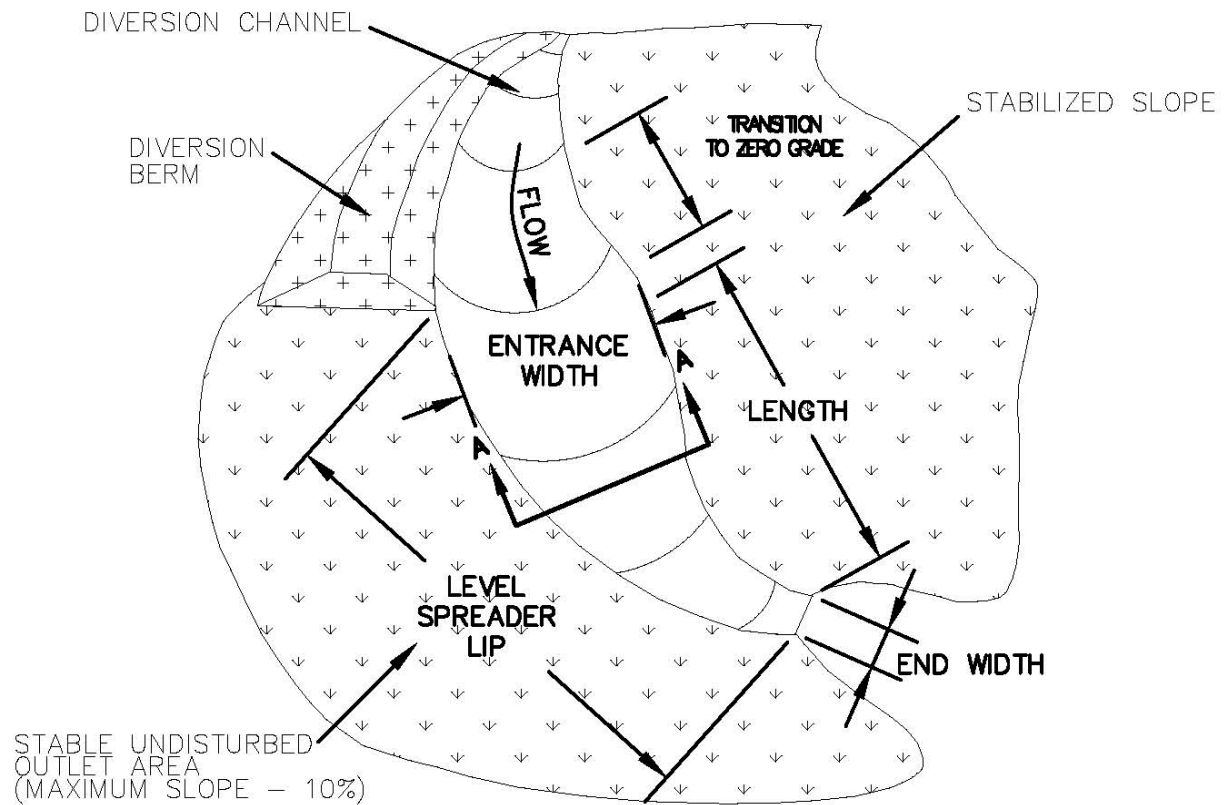 DIVERSION CHANNEL
DIVERSION
BERM
TRANSITION
TO ZERO GRADE
STABILIZED SLOPE
FLOW
ENTRANCE
WIDTH
A
A
LENGTH
LEVEL
SPREADER
LIP
END WIDTH
STABLE UNDISTURBED
OUTLET AREA
(MAXIMUM SLOPE – 10%)